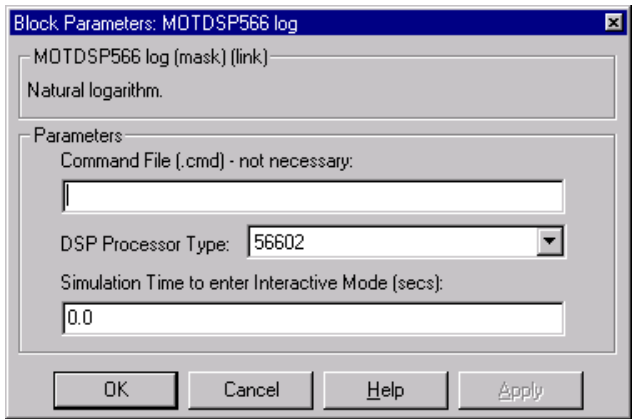 Block Parameters: MOTDSP566 log
MOTDSP566 log (mask) (link)
Natural logarithm.
Parameters
Command File (.cmd) - not necessary:
DSP Processor Type: 56602
Simulation Time to enter Interactive Mode (secs):
0.0
OK Cancel Help Apply